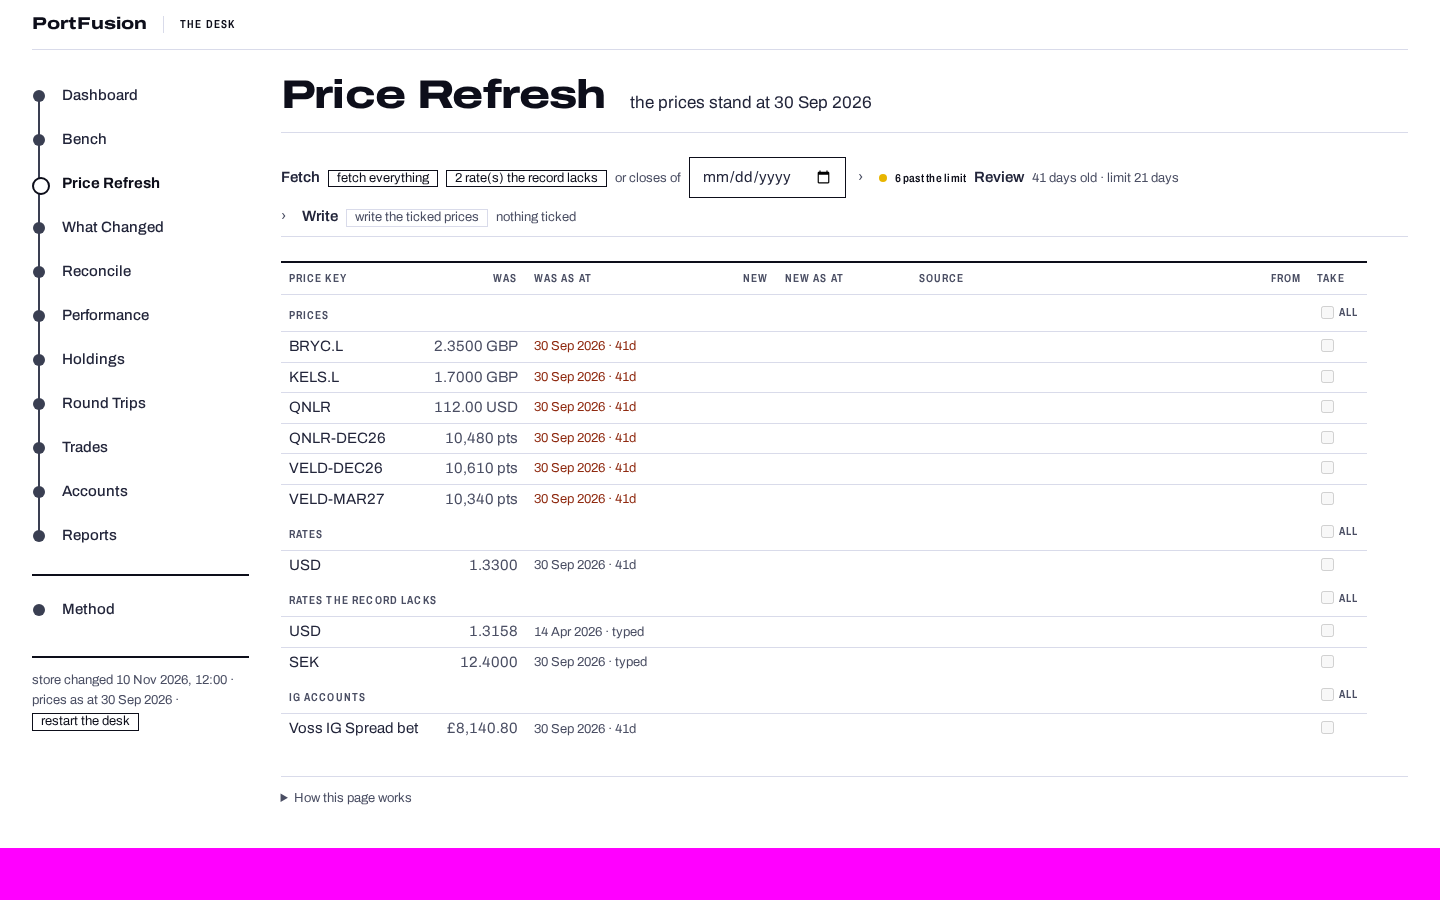 PortFusion THE DESK
Dashboard
Bench
Price Refresh
What Changed
Reconcile
Performance
Holdings
Round Trips
Trades
Accounts
Reports
Method
store changed 10 Nov 2026, 12:00 ·
prices as at 30 Sep 2026 ·
restart the desk
Price Refresh the prices stand at 30 Sep 2026
Fetch fetch everything 2 rate(s) the record lacks or closes of mm/dd/yyyy › 6 past the limit Review 41 days old · limit 21 days
› Write write the ticked prices nothing ticked
PRICE KEY WAS WAS AS AT NEW NEW AS AT SOURCE FROM TAKE
PRICES ALL
BRYC.L 2.3500 GBP 30 Sep 2026 · 41d
KELS.L 1.7000 GBP 30 Sep 2026 · 41d
QNLR 112.00 USD 30 Sep 2026 · 41d
QNLR-DEC26 10,480 pts 30 Sep 2026 · 41d
VELD-DEC26 10,610 pts 30 Sep 2026 · 41d
VELD-MAR27 10,340 pts 30 Sep 2026 · 41d
RATES ALL
USD 1.3300 30 Sep 2026 · 41d
RATES THE RECORD LACKS ALL
USD 1.3158 14 Apr 2026 · typed
SEK 12.4000 30 Sep 2026 · typed
IG ACCOUNTS ALL
Voss IG Spread bet £8,140.80 30 Sep 2026 · 41d
How this page works